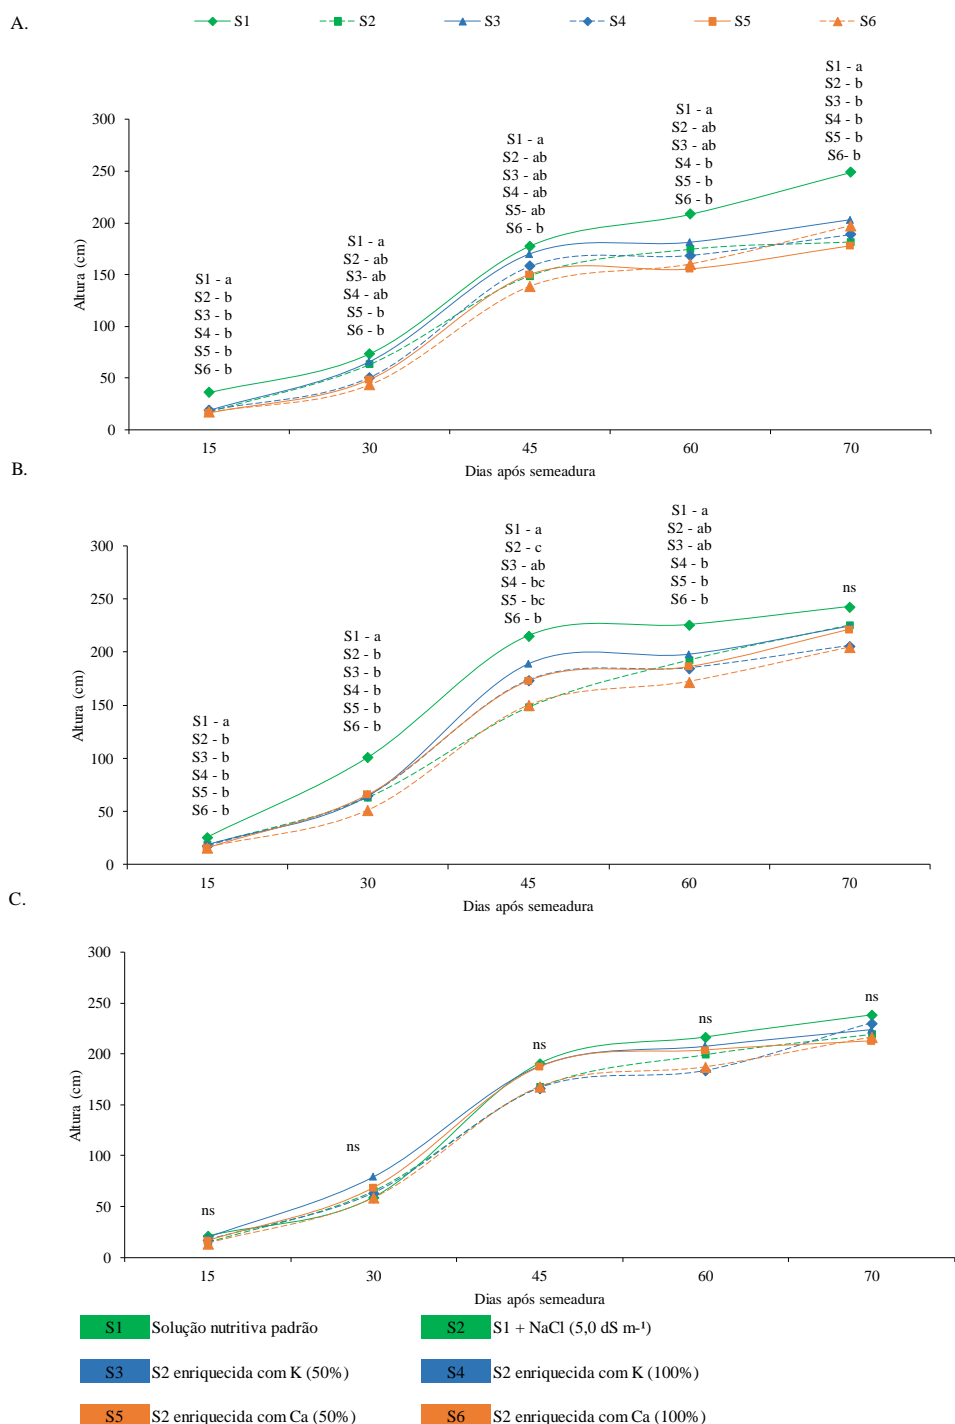 A.
S1 S2 S3 S4 S5 S6
S1 - a
S2 - b
S3 - b
S4 - b
S5 - b
S6 - b
S1 - a
S2 - ab
S3- ab
S4 - ab
S5 - b
S6 - b
S1 - a
S2 - ab
S3 - ab
S4 - ab
S5- ab
S6 - b
S1 - a
S2 - ab
S3 - ab
S4 - b
S5 - b
S6 - b
S1 - a
S2 - b
S3 - b
S4 - b
S5 - b
S6- b
300
250
200
150
100
50
0
Altura (cm)
15 30 45 60 70
Dias após semeadura
B.
S1 - a
S2 - b
S3 - b
S4 - b
S5 - b
S6 - b
S1 - a
S2 - b
S3 - b
S4 - b
S5 - b
S6 - b
S1 - a
S2 - c
S3 - ab
S4 - bc
S5 - bc
S6 - b
S1 - a
S2 - ab
S3 - ab
S4 - b
S5 - b
S6 - b
ns
300
250
200
150
100
50
0
Altura (cm)
15 30 45 60 70
Dias após semeadura
C.
ns ns ns ns ns
300
250
200
150
100
50
0
Altura (cm)
15 30 45 60 70
Dias após semeadura
S1 Solução nutritiva padrão
S2 S1 + NaCl (5,0 dS m-¹)
S3 S2 enriquecida com K (50%)
S4 S2 enriquecida com K (100%)
S5 S2 enriquecida com Ca (50%)
S6 S2 enriquecida com Ca (100%)